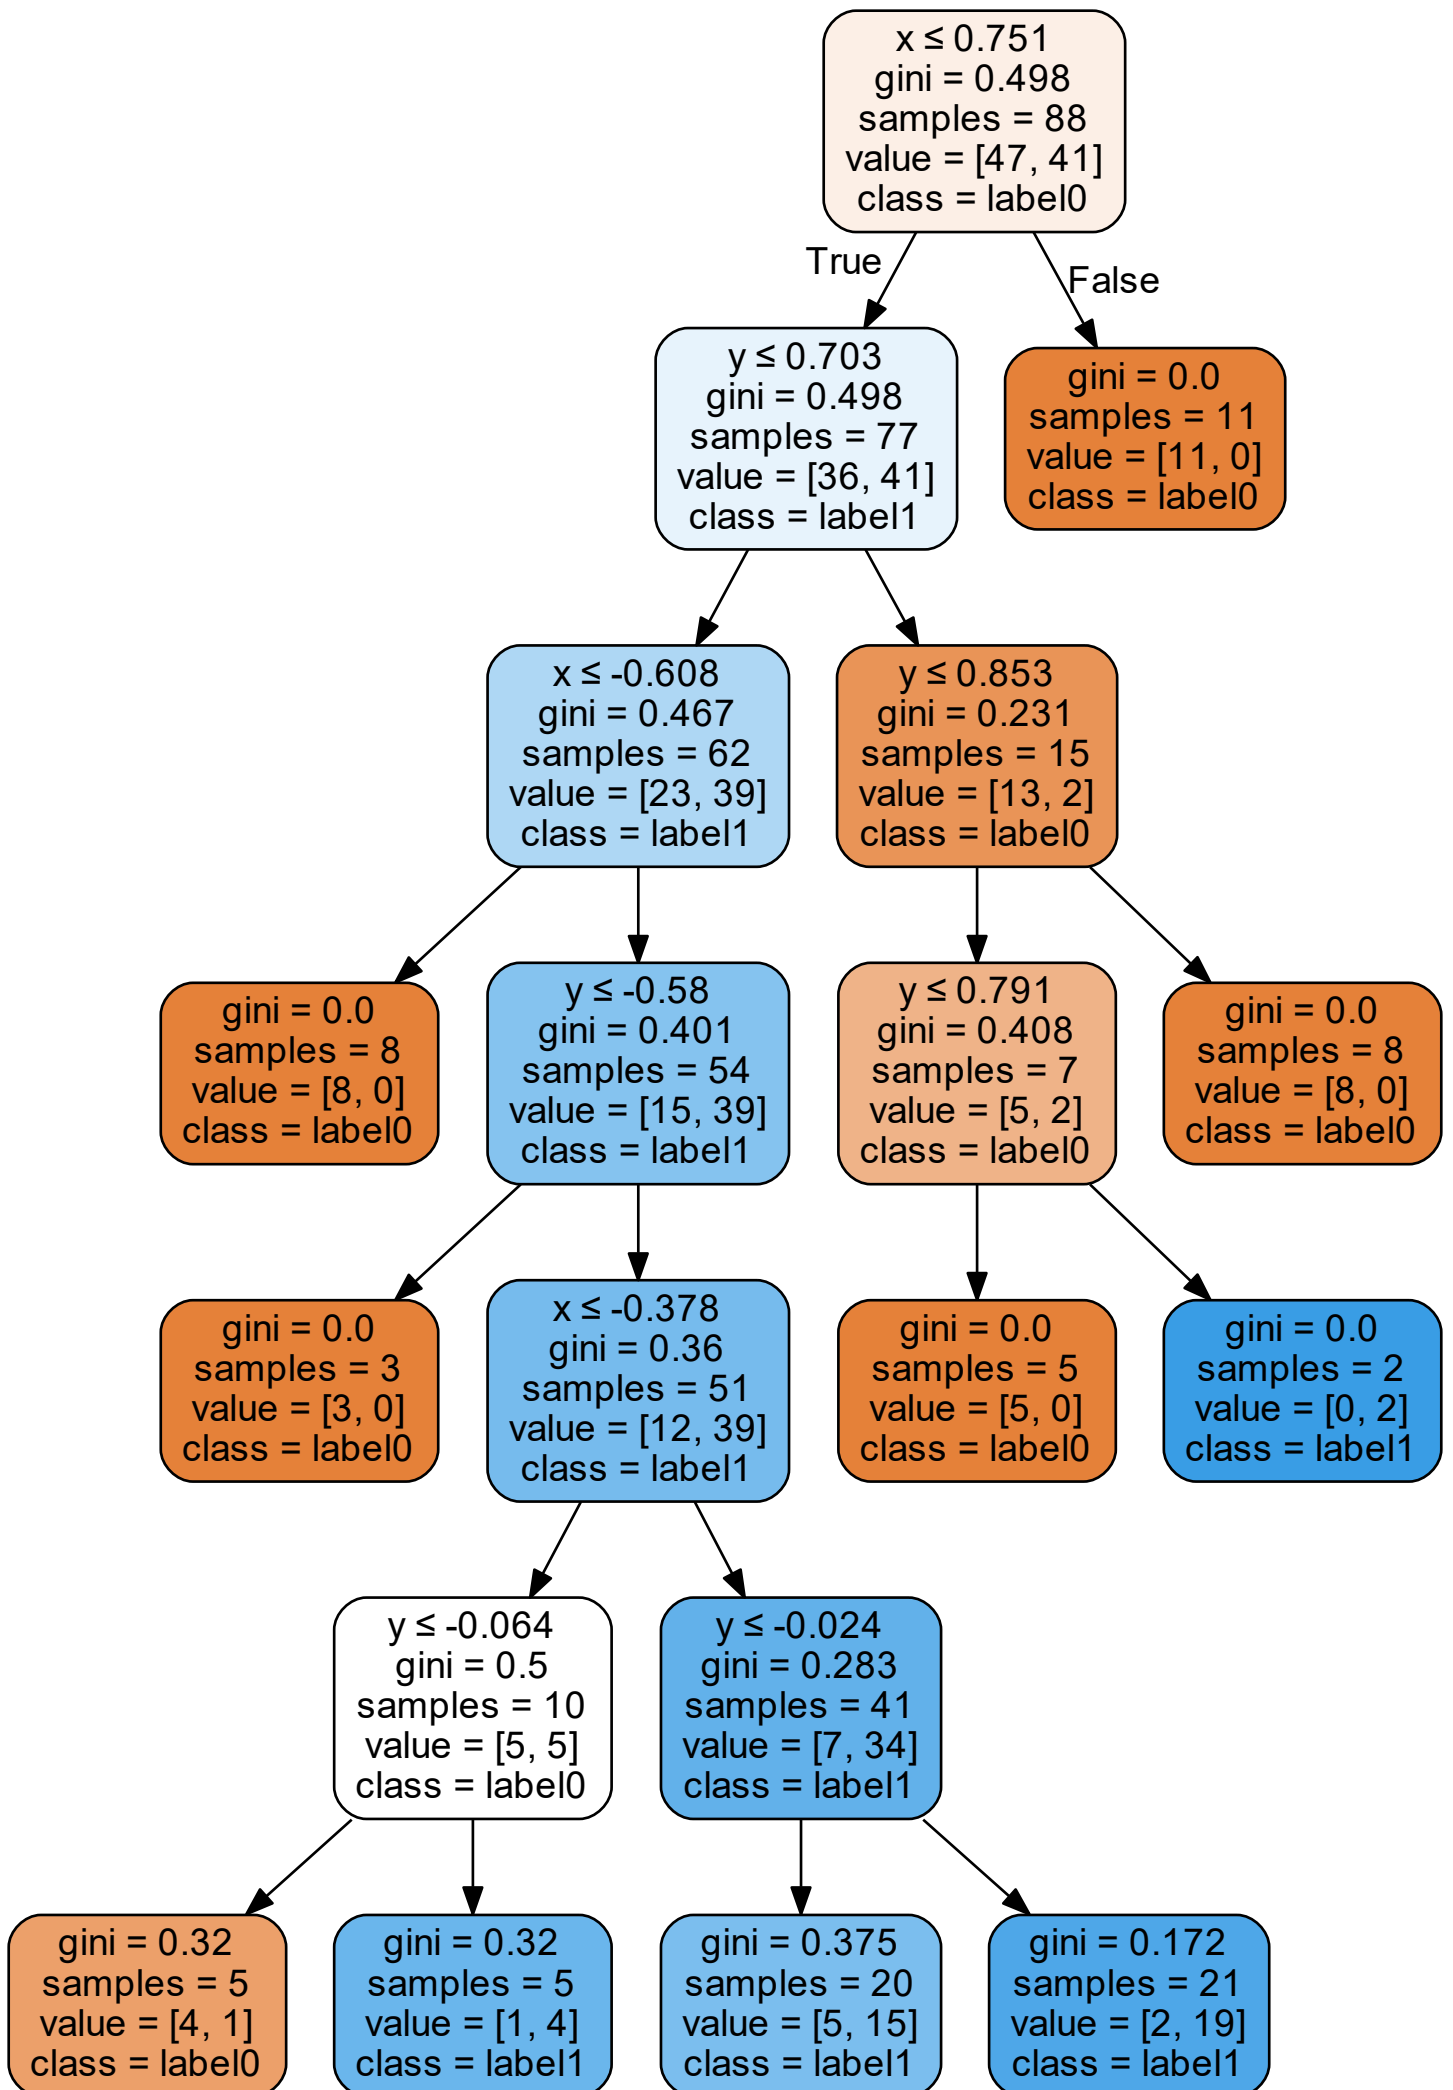 x ≤ 0.751
gini = 0.498
samples = 88
value = [47, 41]
class = label0
True
False
y ≤ 0.703
gini = 0.498
samples = 77
value = [36, 41]
class = label1
gini = 0.0
samples = 11
value = [11, 0]
class = label0
x ≤ -0.608
gini = 0.467
samples = 62
value = [23, 39]
class = label1
y ≤ 0.853
gini = 0.231
samples = 15
value = [13, 2]
class = label0
gini = 0.0
samples = 8
value = [8, 0]
class = label0
y ≤ -0.58
gini = 0.401
samples = 54
value = [15, 39]
class = label1
y ≤ 0.791
gini = 0.408
samples = 7
value = [5, 2]
class = label0
gini = 0.0
samples = 8
value = [8, 0]
class = label0
gini = 0.0
samples = 3
value = [3, 0]
class = label0
x ≤ -0.378
gini = 0.36
samples = 51
value = [12, 39]
class = label1
gini = 0.0
samples = 5
value = [5, 0]
class = label0
gini = 0.0
samples = 2
value = [0, 2]
class = label1
y ≤ -0.064
gini = 0.5
samples = 10
value = [5, 5]
class = label0
y ≤ -0.024
gini = 0.283
samples = 41
value = [7, 34]
class = label1
gini = 0.32
samples = 5
value = [4, 1]
class = label0
gini = 0.32
samples = 5
value = [1, 4]
class = label1
gini = 0.375
samples = 20
value = [5, 15]
class = label1
gini = 0.172
samples = 21
value = [2, 19]
class = label1